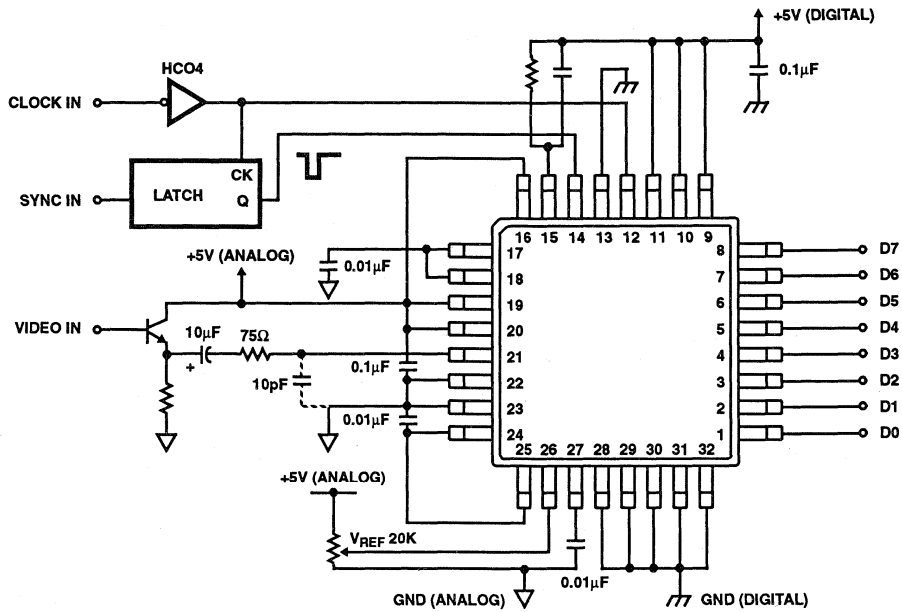 +5V (DIGITAL)
HCO4
0.1μF
CLOCK IN
CK
LATCH
Q
SYNC IN
16 15 14 13 12 11 10 9
+5V (ANALOG)
17
0.01μF
18
19
20
21
22
23
24
8
7
6
5
4
3
2
1
D7
D6
D5
D4
D3
D2
D1
D0
VIDEO IN
10μF
+
75Ω
10pF
0.1μF
0.01μF
25 26 27 28 29 30 31 32
+5V (ANALOG)
VREF 20K
0.01μF
GND (ANALOG)
GND (DIGITAL)